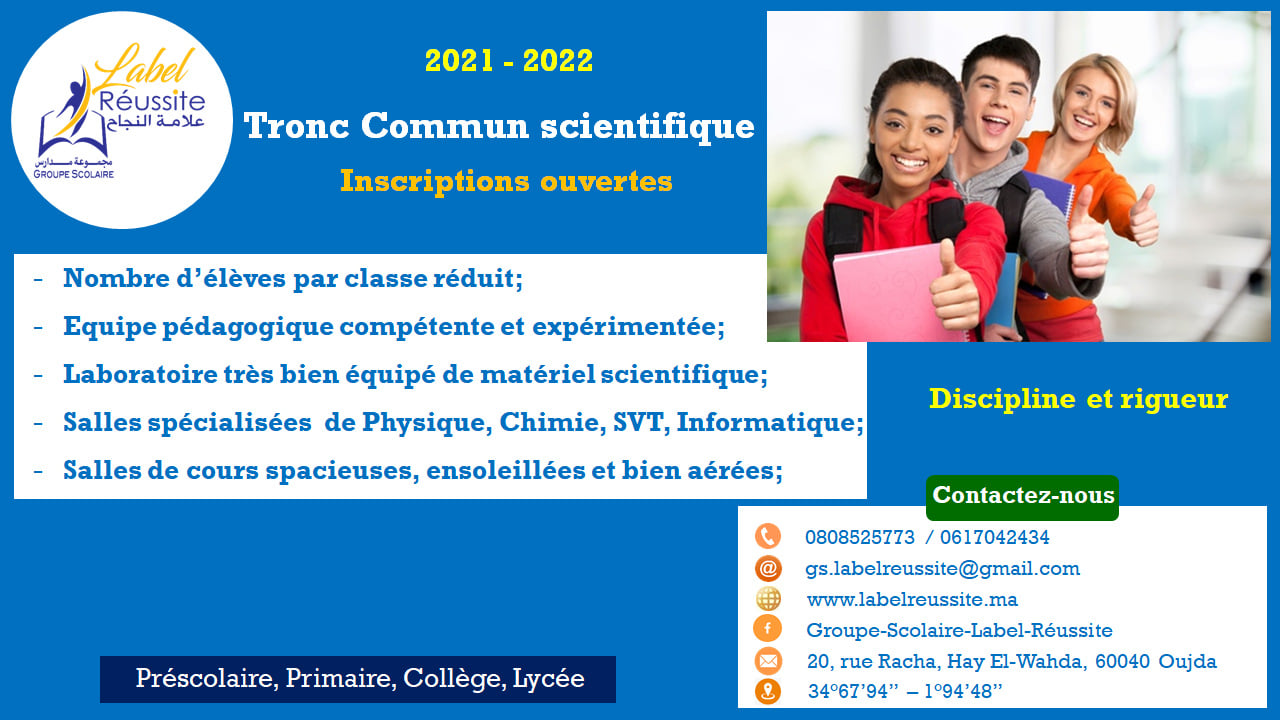 Label
Réussite
علامة النجاح
مجموعة مدارس
GROUPE SCOLAIRE
2021 - 2022
Tronc Commun scientifique
Inscriptions ouvertes
- Nombre d’élèves par classe réduit;
- Equipe pédagogique compétente et expérimentée;
- Laboratoire très bien équipé de matériel scientifique;
- Salles spécialisées de Physique, Chimie, SVT, Informatique;
- Salles de cours spacieuses, ensoleillées et bien aérées;
Discipline et rigueur
Contactez-nous
0808525773 / 0617042434
gs.labelreussite@gmail.com
www.labelreussite.ma
Groupe-Scolaire-Label-Réussite
20, rue Racha, Hay El-Wahda, 60040 Oujda
34°67’94” – 1°94’48”
Préscolaire, Primaire, Collège, Lycée